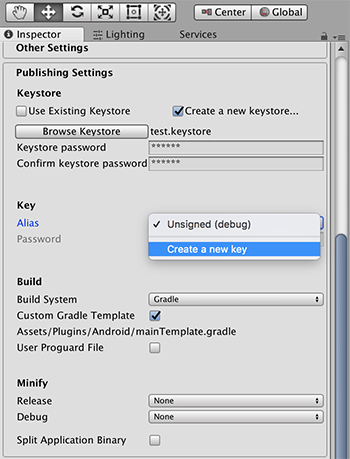 Center Global
Inspector Lighting Services
Other Settings
Publishing Settings
Keystore
Use Existing Keystore Create a new keystore...
Browse Keystore test.keystore
Keystore password ******
Confirm keystore password ******
Key
Alias ✓ Unsigned (debug)
Password
Create a new key
Build
Build System Gradle
Custom Gradle Template
Assets/Plugins/Android/mainTemplate.gradle
User Proguard File
Minify
Release None
Debug None
Split Application Binary